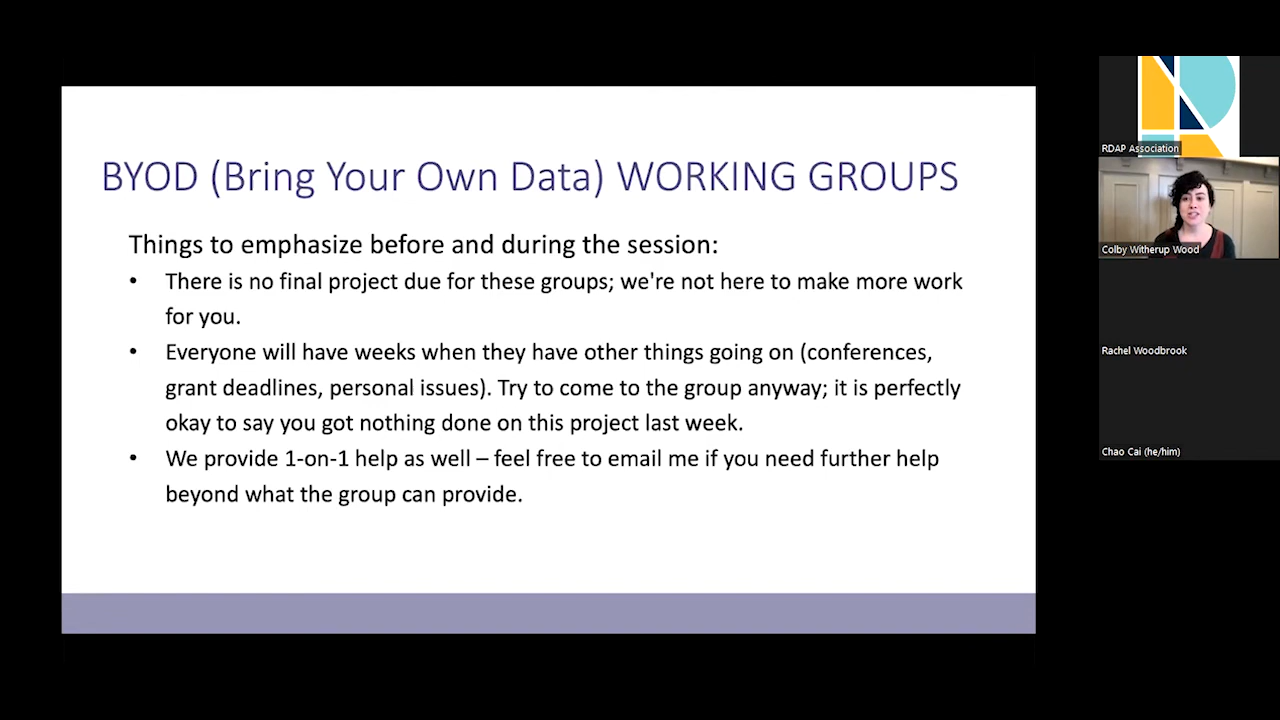 BYOD (Bring Your Own Data) WORKING GROUPS
Things to emphasize before and during the session:
• There is no final project due for these groups; we're not here to make more work
for you.
• Everyone will have weeks when they have other things going on (conferences,
grant deadlines, personal issues). Try to come to the group anyway; it is perfectly
okay to say you got nothing done on this project last week.
• We provide 1-on-1 help as well – feel free to email me if you need further help
beyond what the group can provide.
RDAP Association
Colby Witherup Wood
Rachel Woodbrook
Chao Cai (he/him)